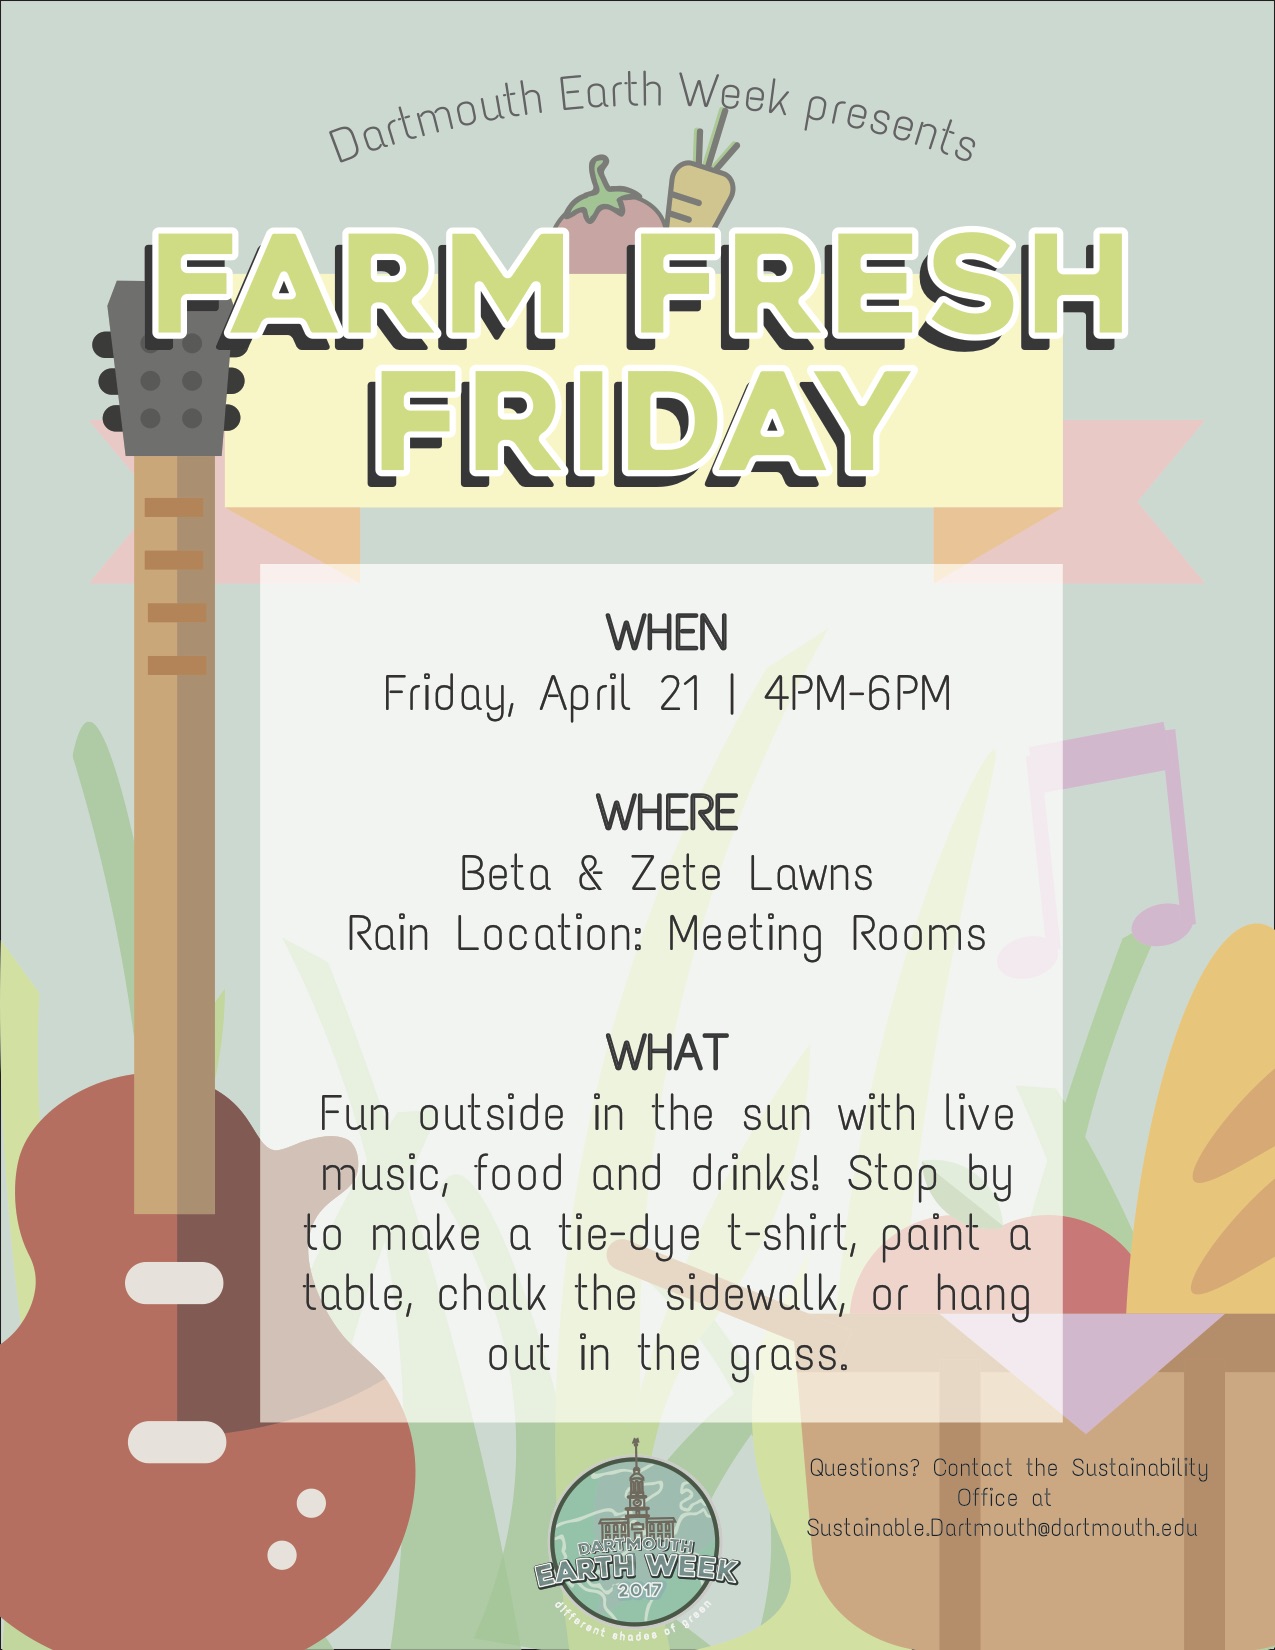 Dartmouth Earth Week presents
FARM FRESH
FRIDAY
WHEN
Friday, April 21 | 4PM-6PM
WHERE
Beta & Zete Lawns
Rain Location: Meeting Rooms
WHAT
Fun outside in the sun with live
music, food and drinks! Stop by
to make a tie-dye t-shirt, paint a
table, chalk the sidewalk, or hang
out in the grass.
Questions? Contact the Sustainability
Office at
Sustainable.Dartmouth@dartmouth.edu
DARTMOUTH
EARTH WEEK
2017
different shades of green